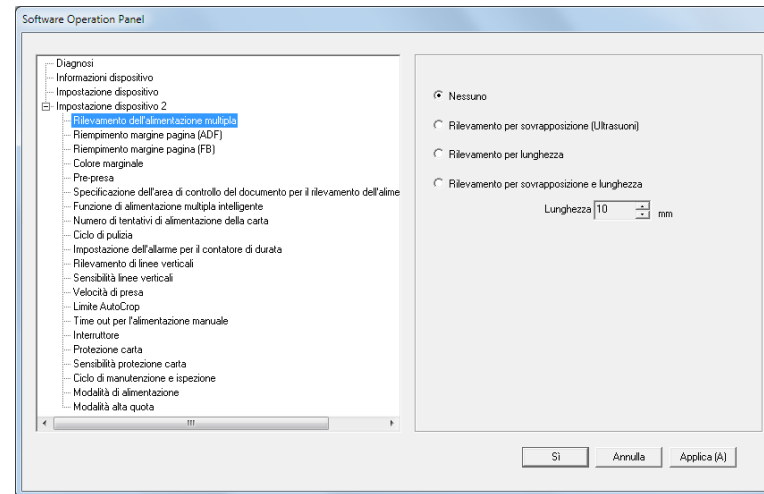 Software Operation Panel
Diagnosi
Informazioni dispositivo
Impostazione dispositivo
Impostazione dispositivo 2
Rilevamento dell'alimentazione multipla
Riempimento margine pagina (ADF)
Riempimento margine pagina (FB)
Colore marginale
Pre-presa
Specificazione dell'area di controllo del documento per il rilevamento dell'alime
Funzione di alimentazione multipla intelligente
Numero di tentativi di alimentazione della carta
Ciclo di pulizia
Impostazione dell'allarme per il contatore di durata
Rilevamento di linee verticali
Sensibilità linee verticali
Velocità di presa
Limite AutoCrop
Time out per l'alimentazione manuale
Interruttore
Protezione carta
Sensibilità protezione carta
Ciclo di manutenzione e ispezione
Modalità di alimentazione
Modalità alta quota
Nessuno
Rilevamento per sovrapposizione (Ultrasuoni)
Rilevamento per lunghezza
Rilevamento per sovrapposizione e lunghezza
Lunghezza 10 mm
Sì Annulla Applica (A)